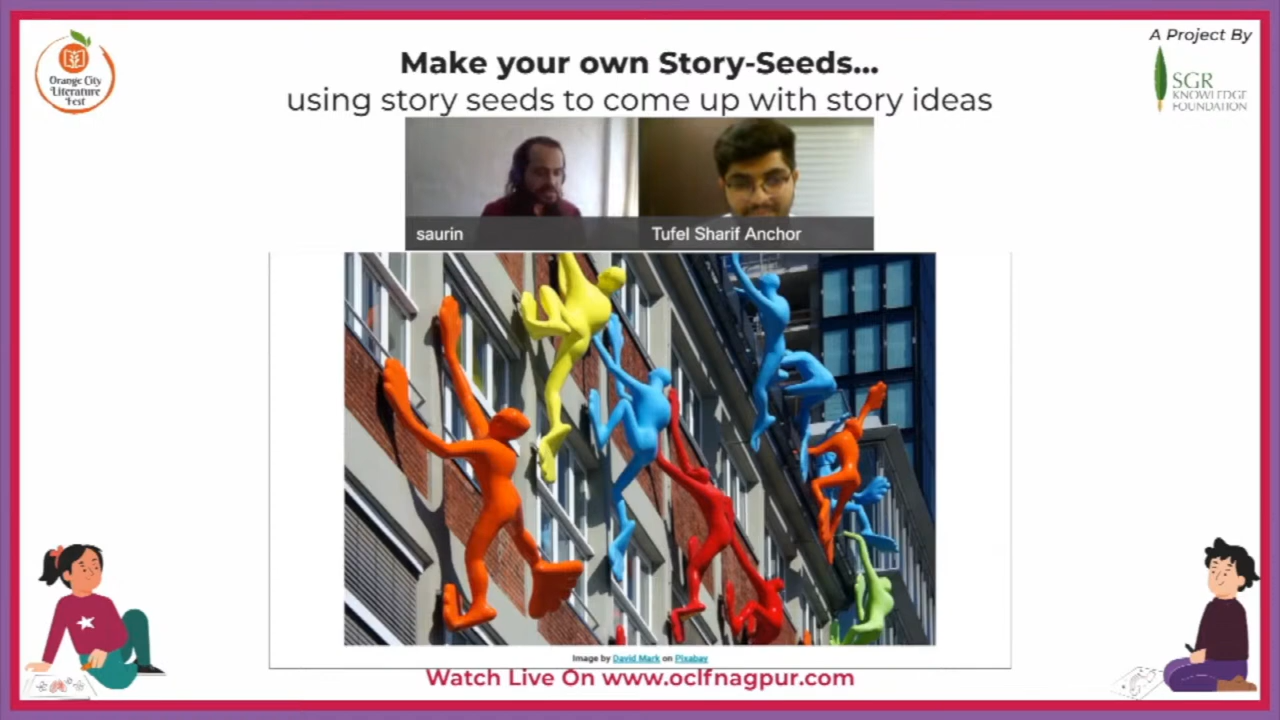 Orange City
Literature
Fest
Make your own Story-Seeds...
using story seeds to come up with story ideas
A Project By
SGR
KNOWLEDGE
FOUNDATION
saurin
Tufel Sharif Anchor
Image by David Mark on Pixabay
Watch Live On www.oclfnagpur.com